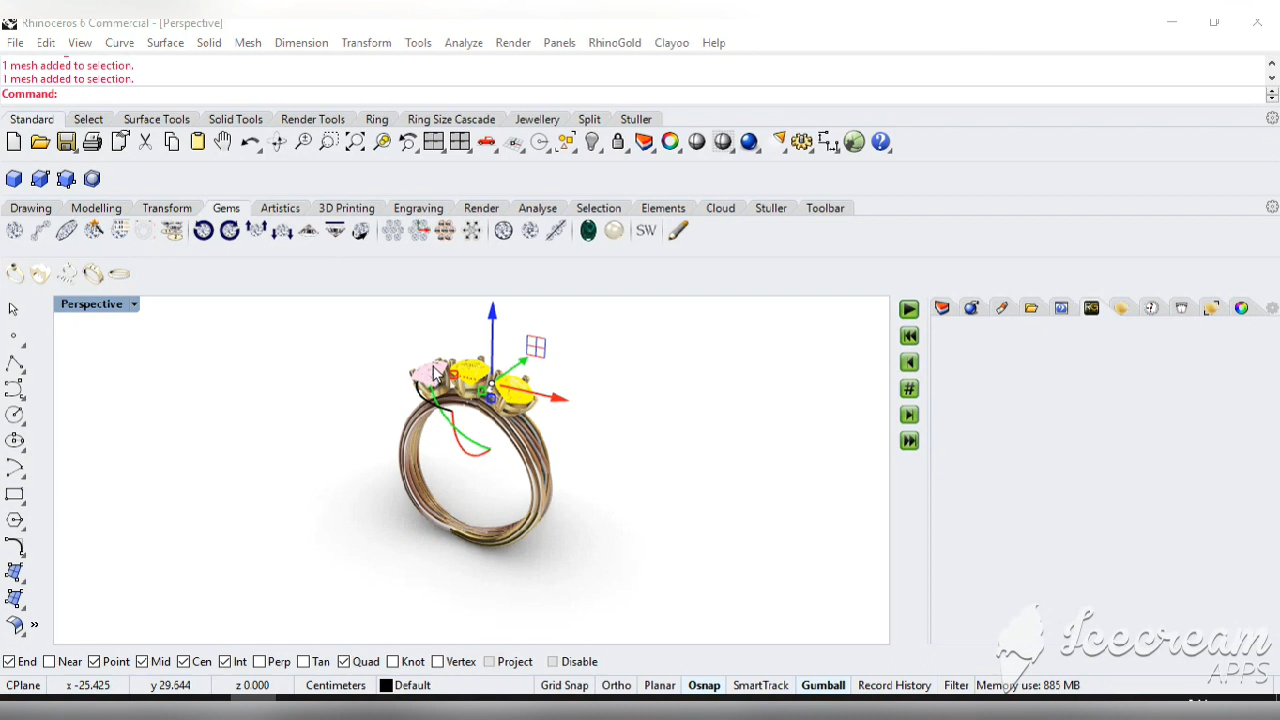 Rhinoceros 6 Commercial - [Perspective]
File Edit View Curve Surface Solid Mesh Dimension Transform Tools Analyze Render Panels RhinoGold Clayoo Help
1 mesh added to selection.
1 mesh added to selection.
Command:
Standard Select Surface Tools Solid Tools Render Tools Ring Ring Size Cascade Jewellery Split Stuller
Drawing Modelling Transform Gems Artistics 3D Printing Engraving Render Analyse Selection Elements Cloud Stuller Toolbar
SW
Perspective
End Near Point Mid Cen Int Perp Tan Quad Knot Vertex Project Disable
CPlane x -25.425 y 29.644 z 0.000 Centimeters Default Grid Snap Ortho Planar Osnap SmartTrack Gumball Record History Filter Memory use: 885 MB
Icecream
APPS